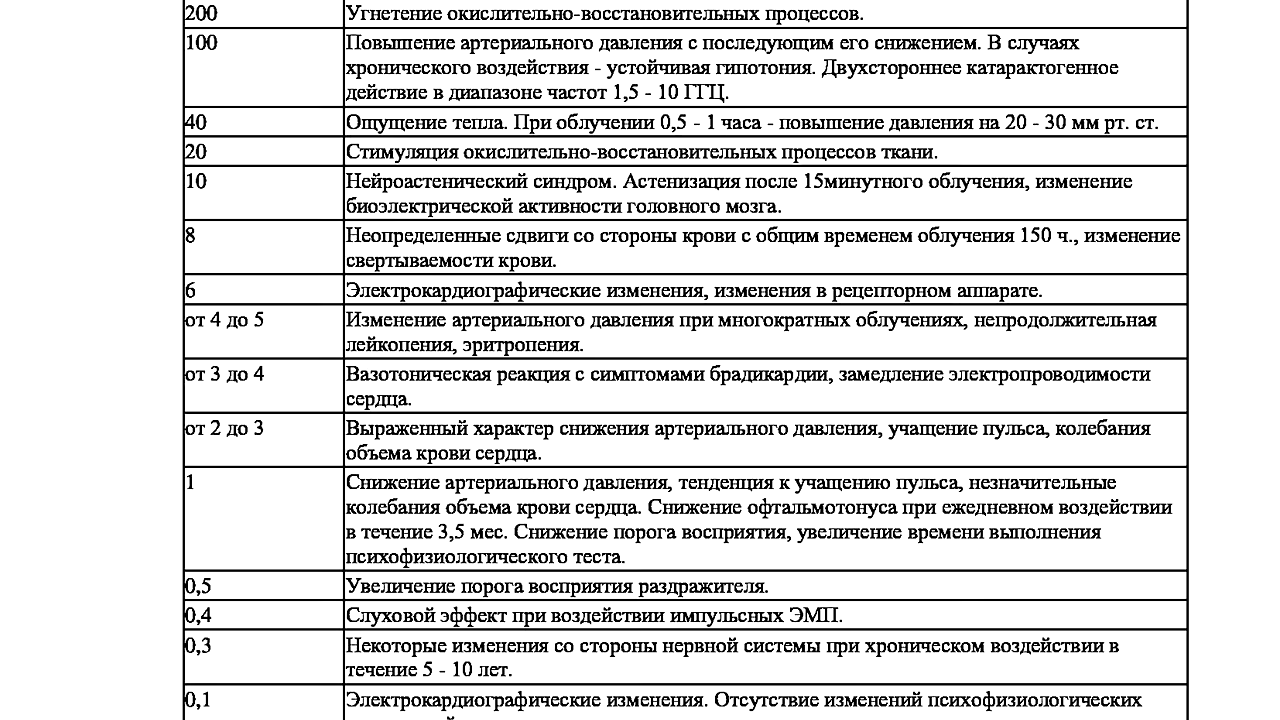 200 Угнетение окислительно-восстановительных процессов.
100 Повышение артериального давления с последующим его снижением. В случаях
хронического воздействия - устойчивая гипотония. Двухстороннее катарактогенное
действие в диапазоне частот 1,5 - 10 ГГЦ.
40 Ощущение тепла. При облучении 0,5 - 1 часа - повышение давления на 20 - 30 мм рт. ст.
20 Стимуляция окислительно-восстановительных процессов ткани.
10 Нейроастенический синдром. Астенизация после 15минутного облучения, изменение
биоэлектрической активности головного мозга.
8 Неопределенные сдвиги со стороны крови с общим временем облучения 150 ч., изменение
свертываемости крови.
6 Электрокардиографические изменения, изменения в рецепторном аппарате.
от 4 до 5 Изменение артериального давления при многократных облучениях, непродолжительная
лейкопения, эритропения.
от 3 до 4 Вазотоническая реакция с симптомами брадикардии, замедление электропроводимости
сердца.
от 2 до 3 Выраженный характер снижения артериального давления, учащение пульса, колебания
объема крови сердца.
1 Снижение артериального давления, тенденция к учащению пульса, незначительные
колебания объема крови сердца. Снижение офтальмотонуса при ежедневном воздействии
в течение 3,5 мес. Снижение порога восприятия, увеличение времени выполнения
психофизиологического теста.
0,5 Увеличение порога восприятия раздражителя.
0,4 Слуховой эффект при воздействии импульсных ЭМП.
0,3 Некоторые изменения со стороны нервной системы при хроническом воздействии в
течение 5 - 10 лет.
0,1 Электрокардиографические изменения. Отсутствие изменений психофизиологических